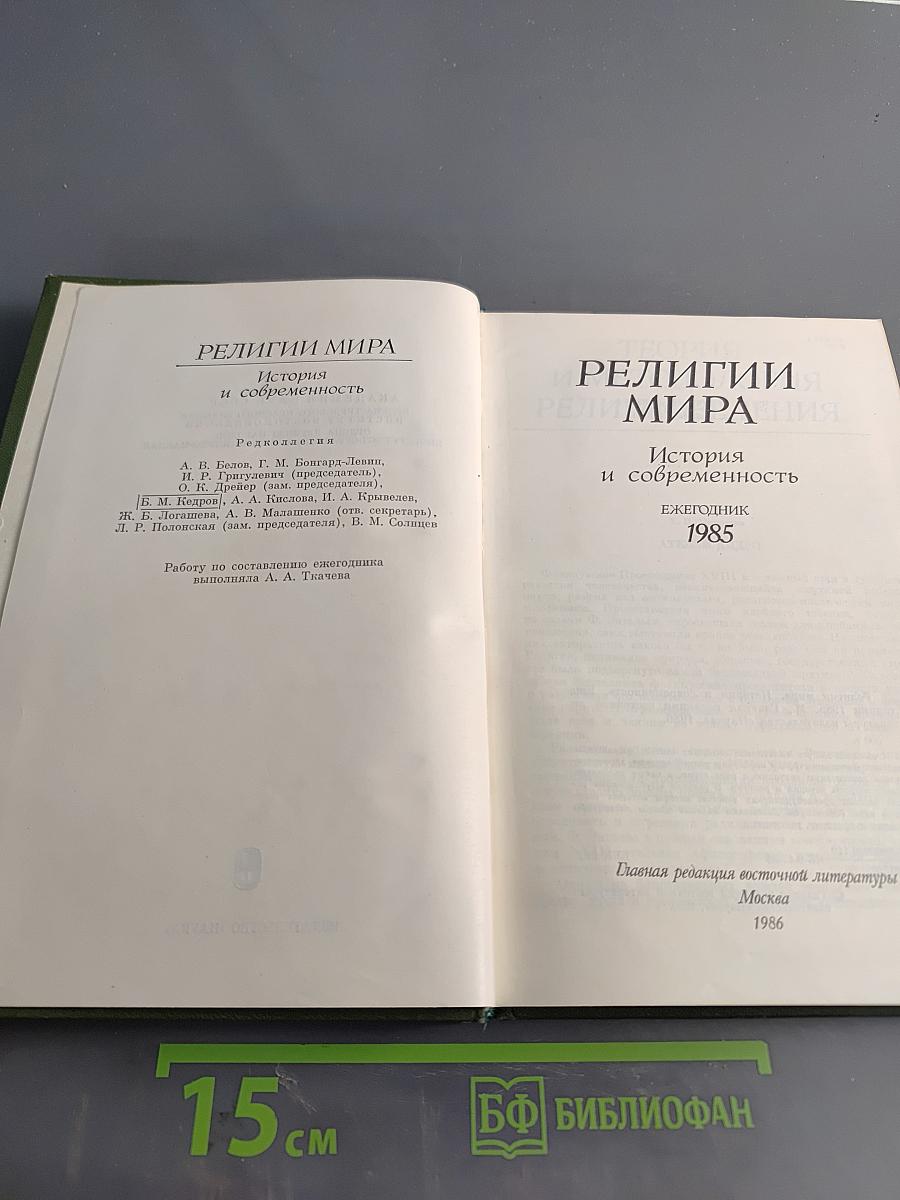 РЕЛИГИИ МИРА
История
и современность
Редколлегия
А. В. Белов, Г. М. Бонгард-Левин,
И. Р. Григулевич (председатель),
О. К. Дрейер (зам. председателя),
Б. М. Кедров, А. А. Кислова, И. А. Крывелев,
Ж. Б. Логашева, А. В. Малашенко (отв. секретарь),
Л. Р. Полонская (зам. председателя), В. М. Солнцев
Работу по составлению ежегодника
выполняла А. А. Ткачева
РЕЛИГИИ
МИРА
История
и современность
ЕЖЕГОДНИК
1985
Главная редакция восточной литературы
Москва
1986
15 см
БФ БИБЛИОФАН